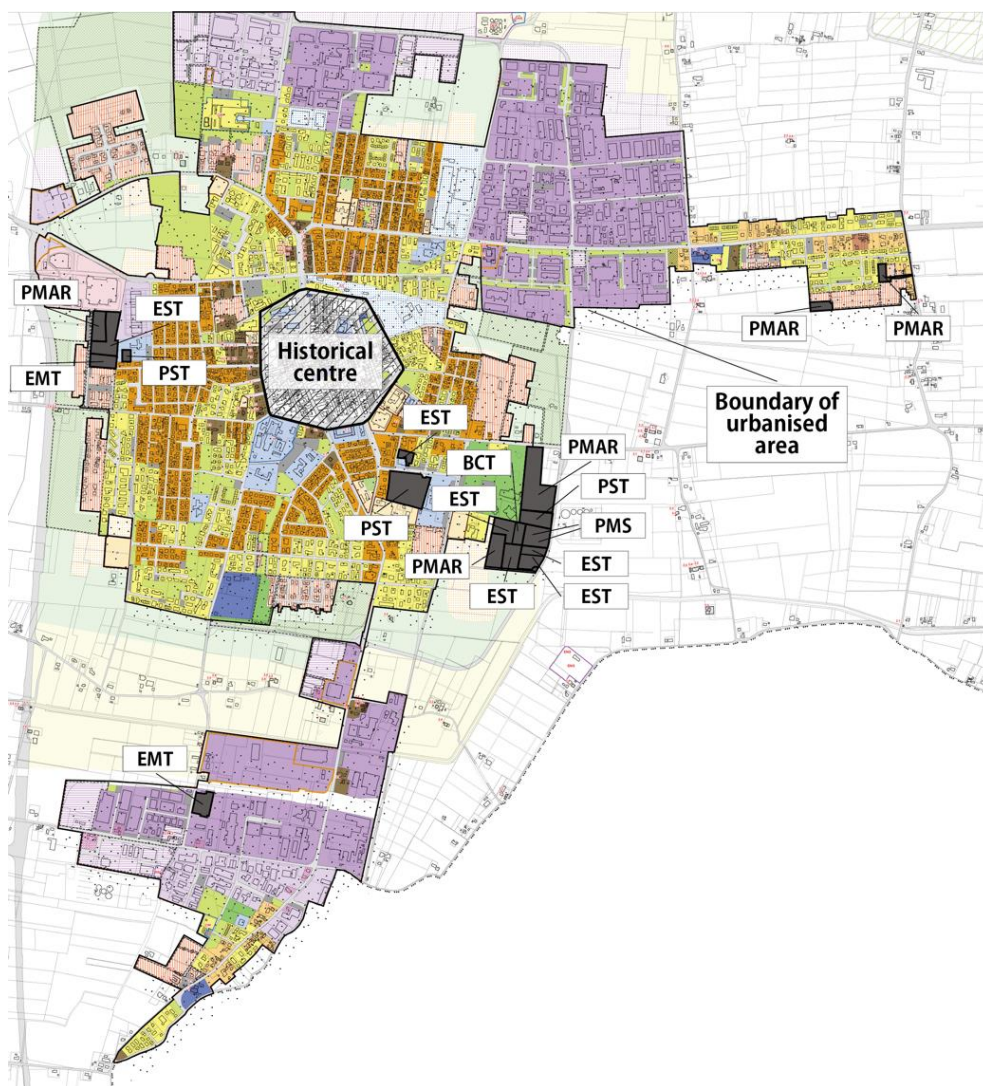 PMAR
EST
EMT
PST
Historical
centre
PMAR
PMAR
Boundary of
urbanised
area
EST
BCT
PMAR
EST
PST
PST
PMS
PMAR
EST
EST
EST
EMT